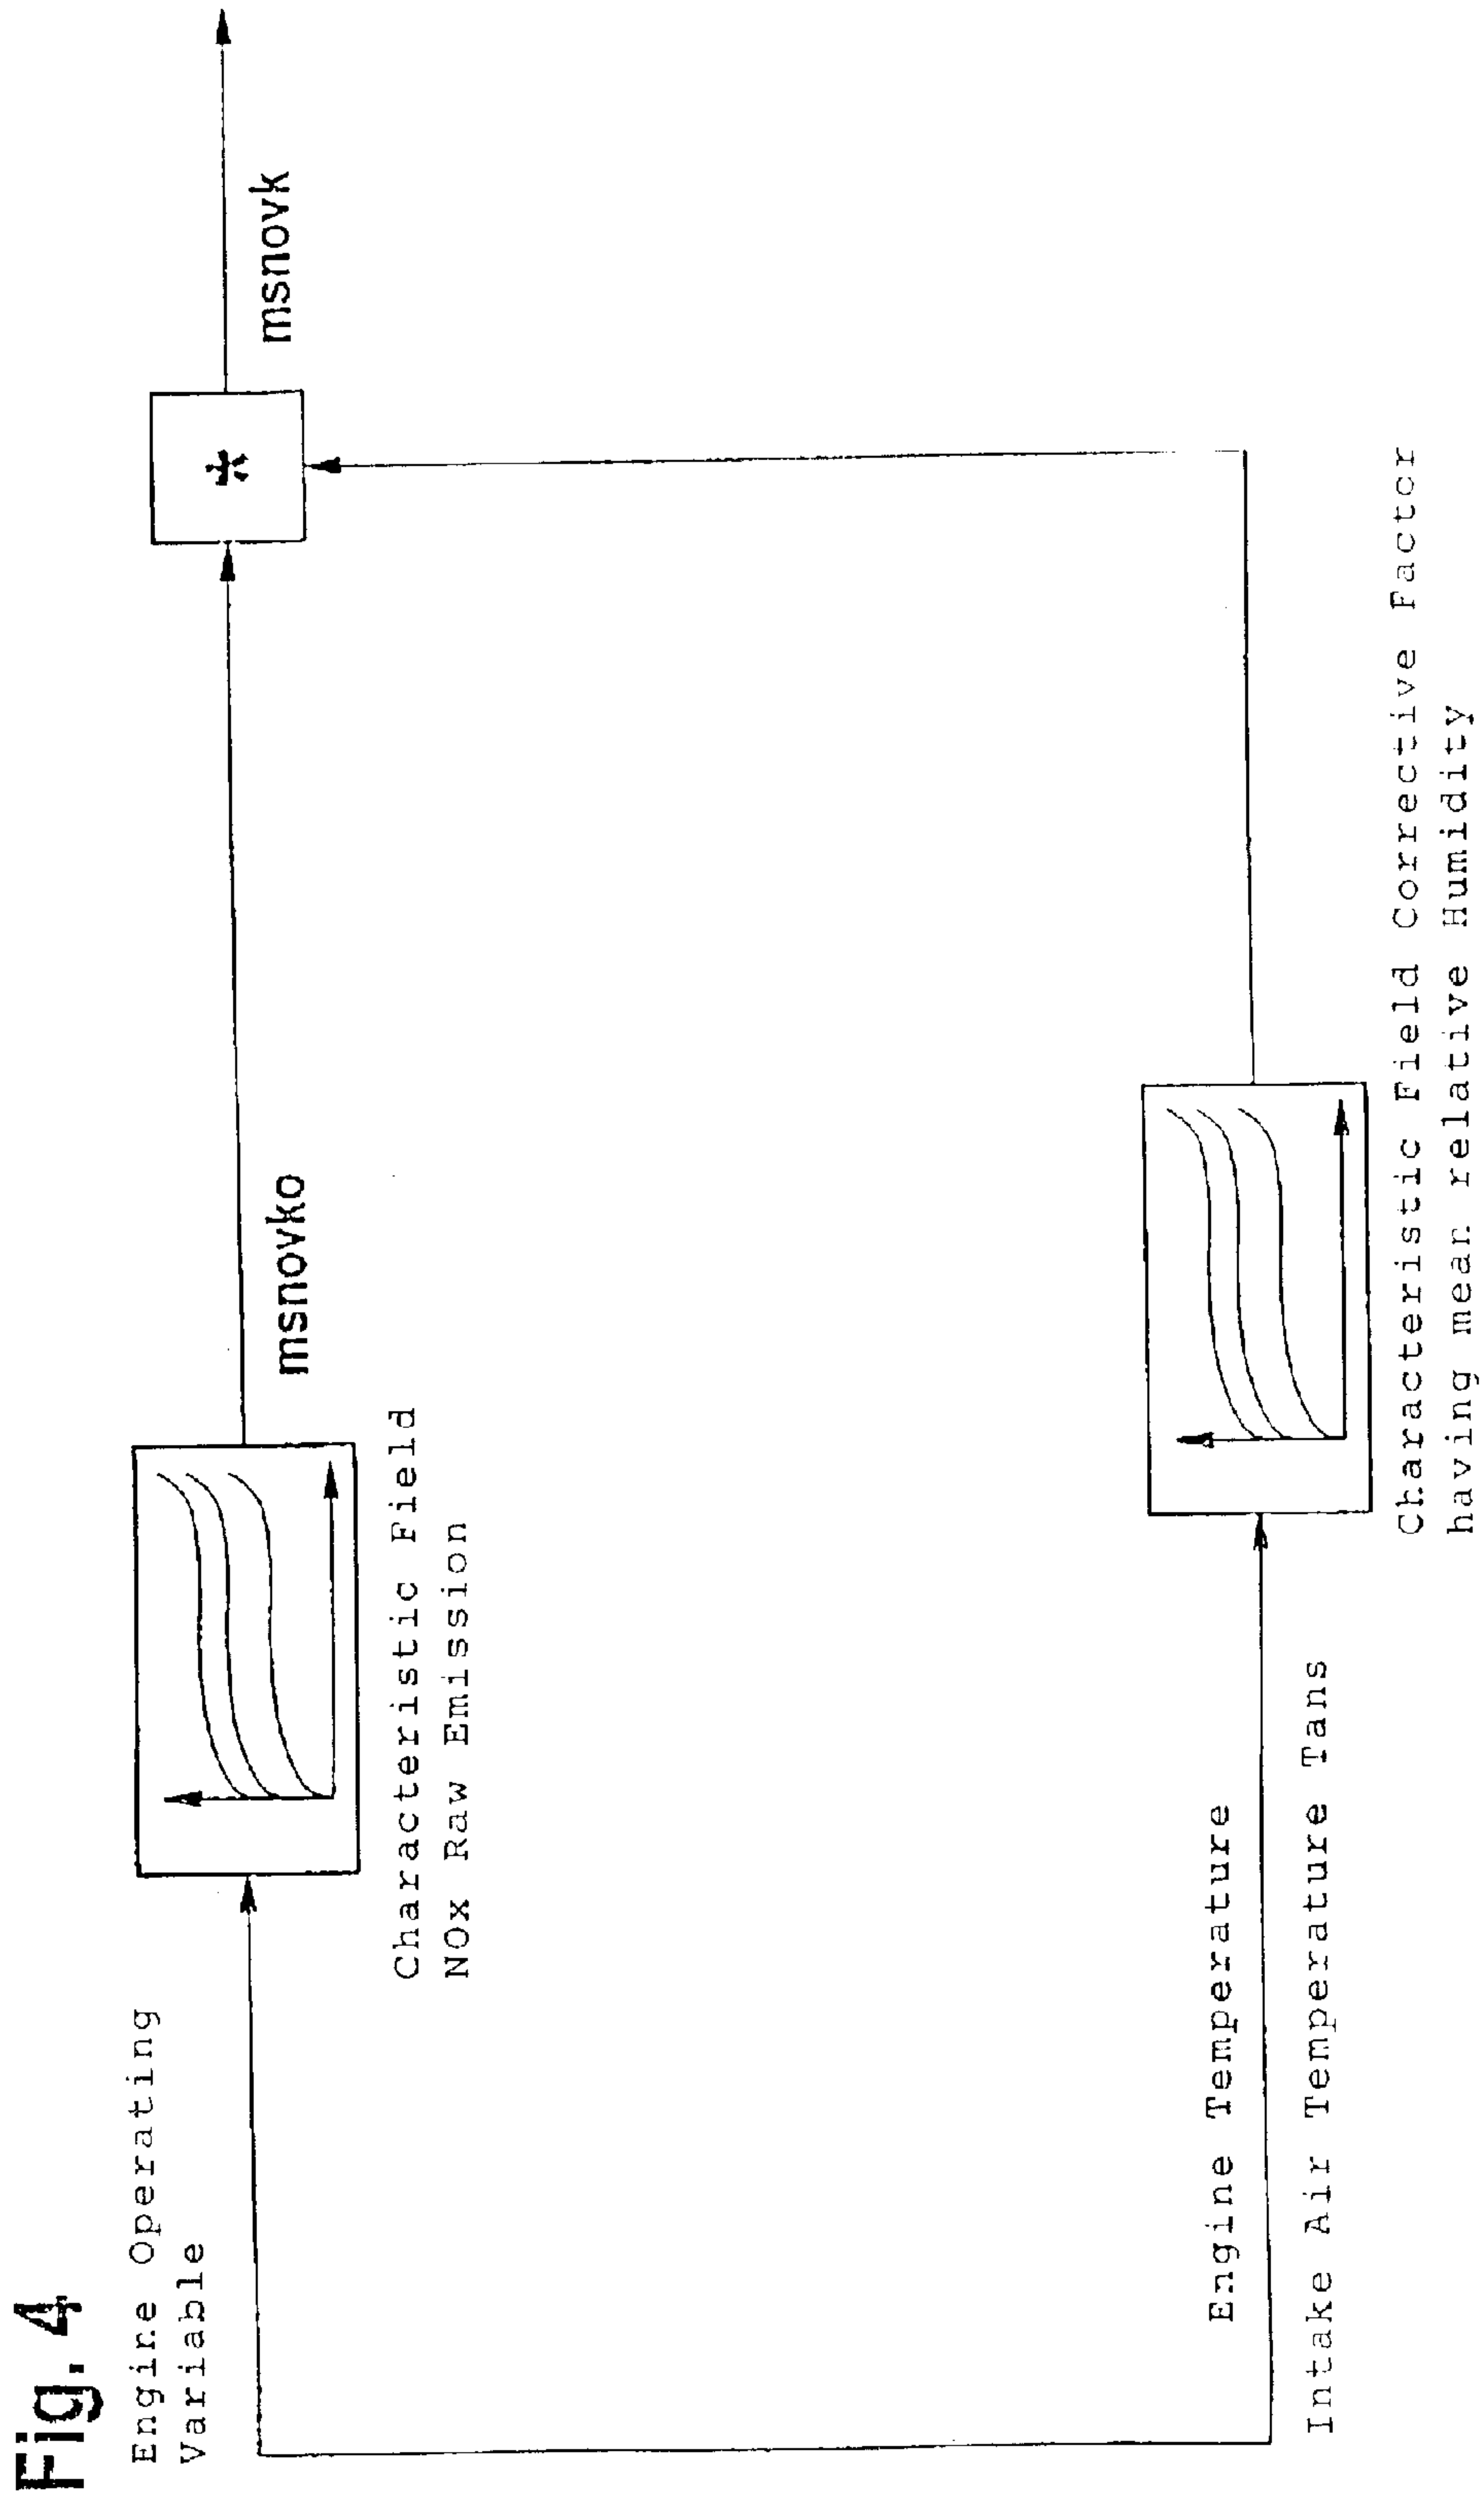 Fig. 4
Engine Operating
Variable
Characteristic Field
NOx Raw Emission
msnovko
*
msnovk
Engine Temperature
Intake Air Temperature Tans
Characteristic Field Corrective Factor
having mean relative Humidity